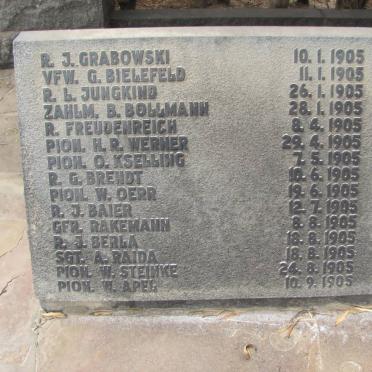 R. J. GRABOWSKI 10. 1. 1905
VFW. G. BIELEFELD 11. 1. 1905
R. L. JUNGKIND 26. 1. 1905
ZAHLM. B. BOLLMANN 28. 1. 1905
R. FREUDENREICH 8. 4. 1905
PION. H. R. WERNER 29. 4. 1905
PION. O. KSELLING 7. 5. 1905
R. G. BREHDT 10. 6. 1905
PION. W. OERR 19. 6. 1905
R. J. BAIER 12. 7. 1905
GFR. RAKEMANN 8. 8. 1905
R. J. BERLA 18. 8. 1905
SGT. A. RAIDA 18. 8. 1905
PION. W. STEINKE 24. 8. 1905
PION. W. APEL 10. 9. 1905